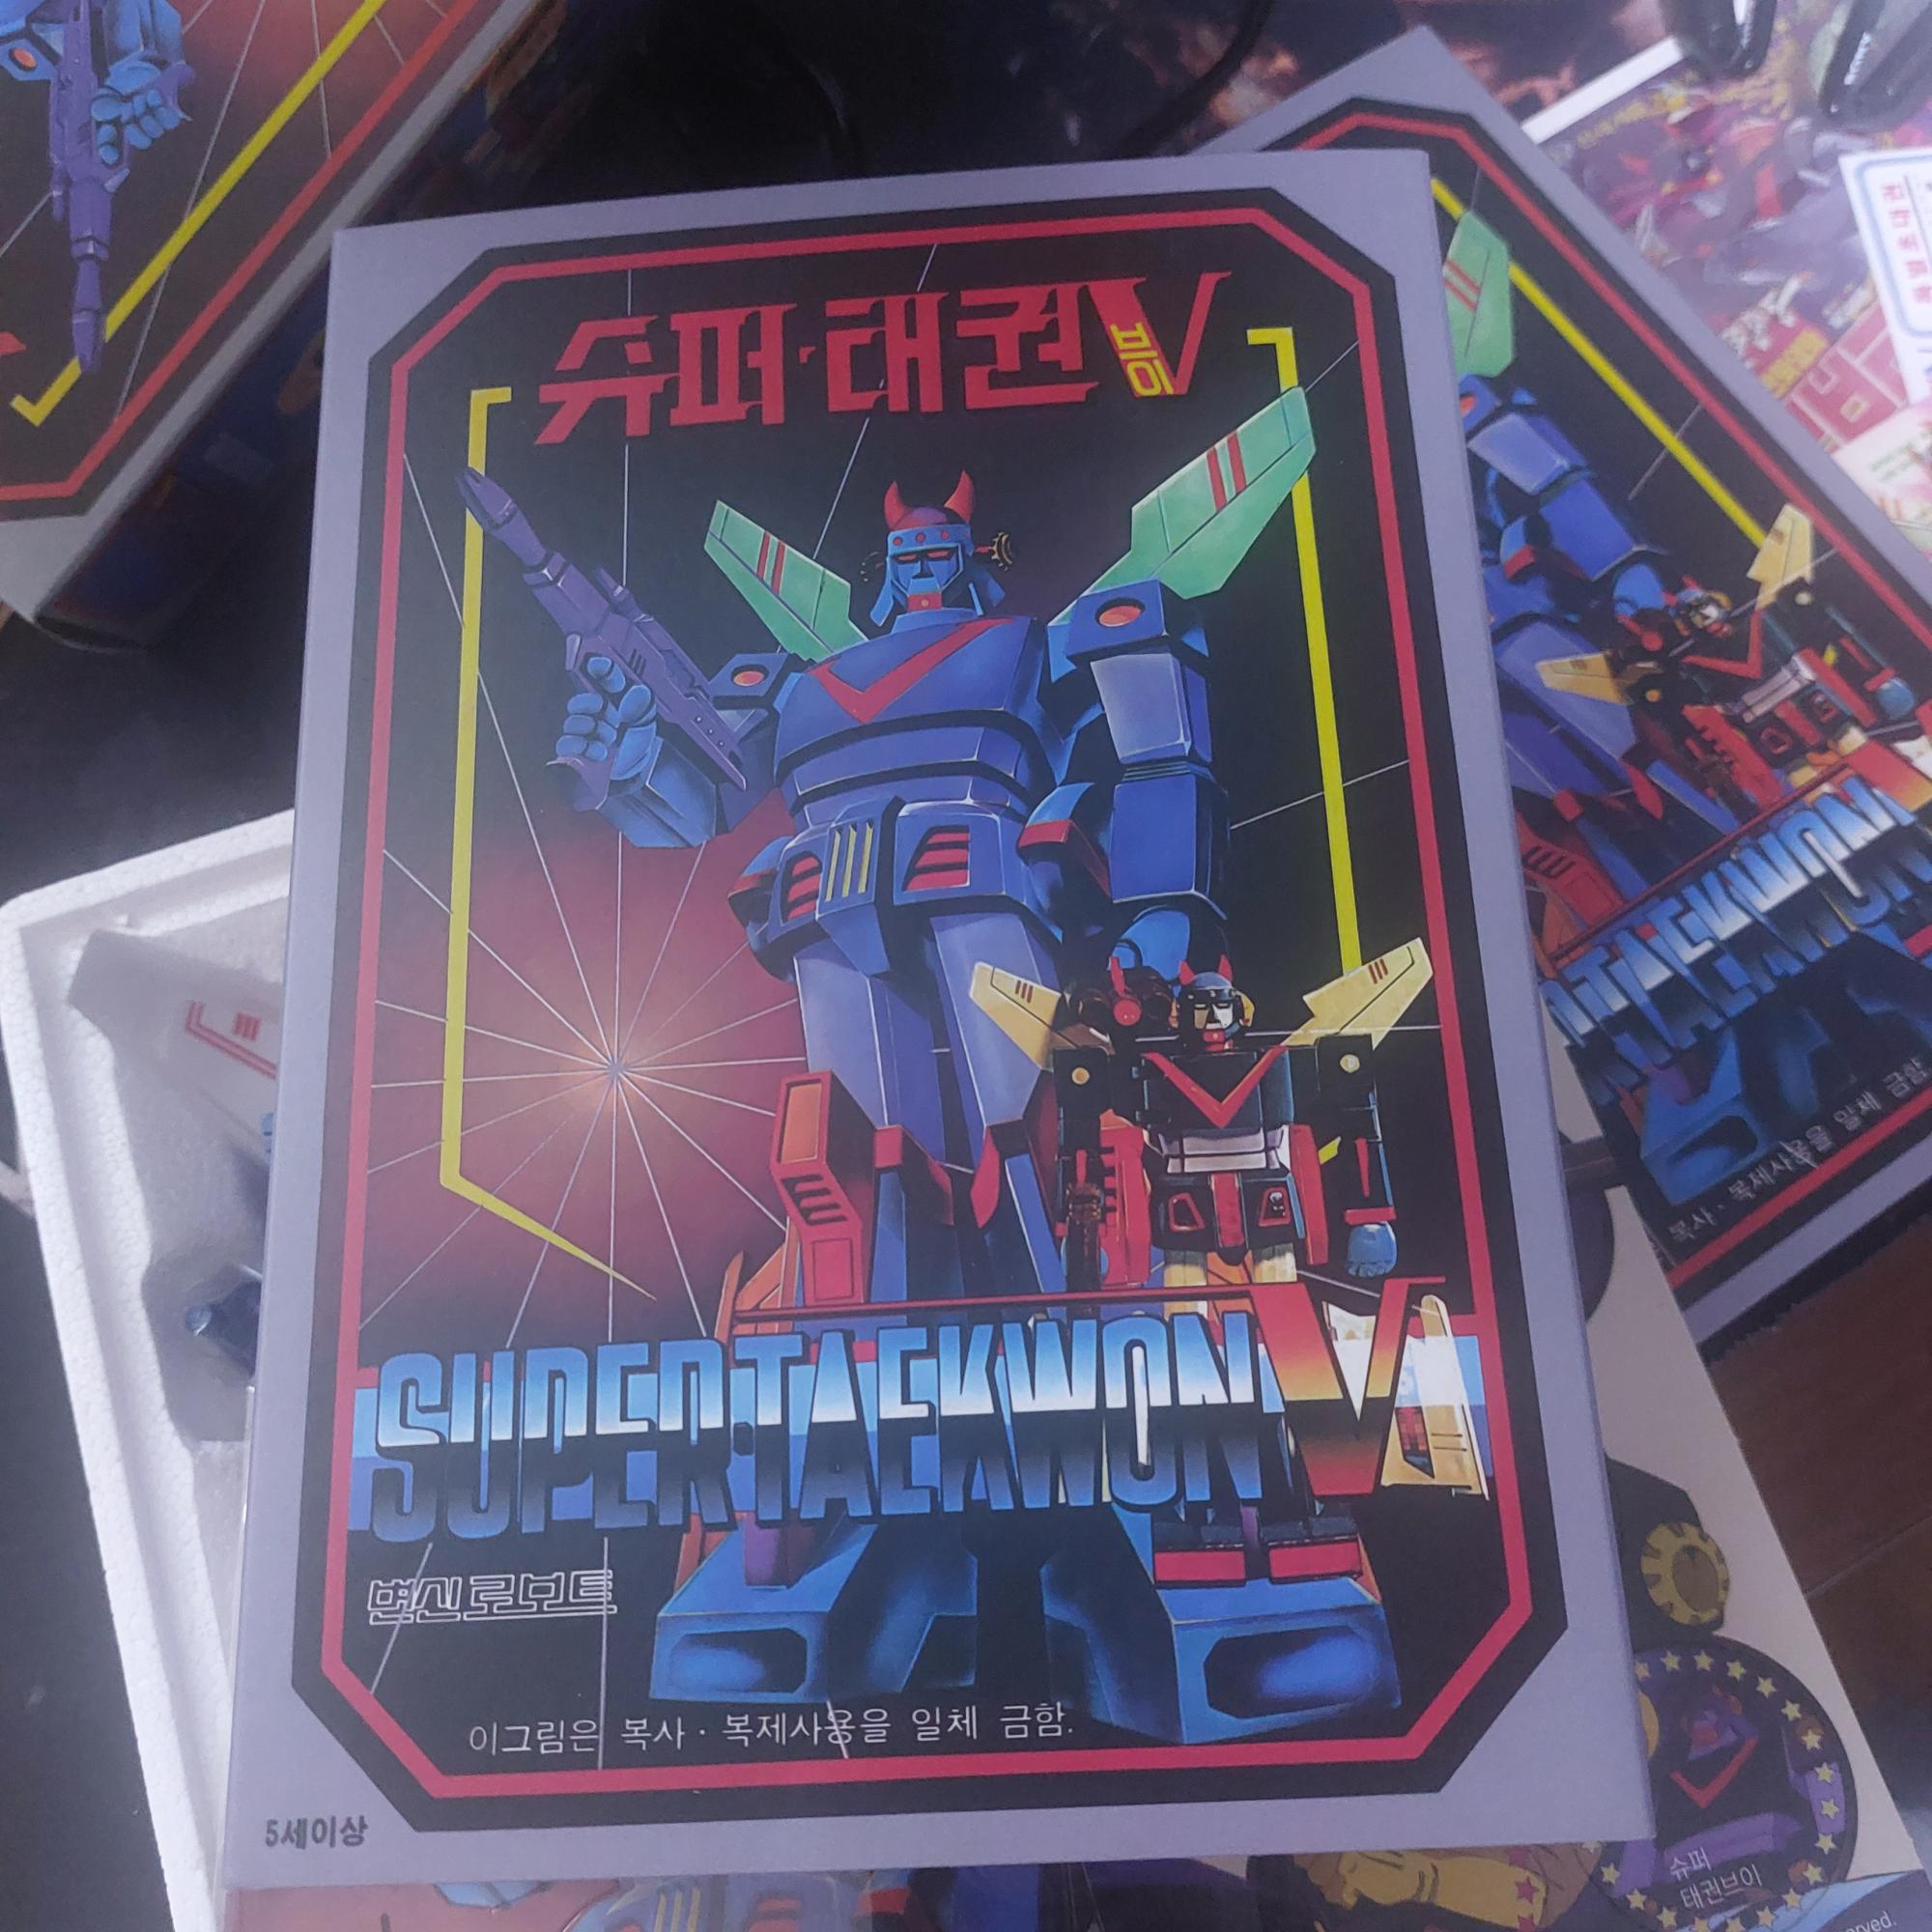 슈퍼·태권V
SUPER·TAEKWON V
변신로보트
이그림은 복사·복제사용을 일체 금함.
5세이상
TAEKWON
복사·복제사용을 일체 금함.
슈퍼
태권브이